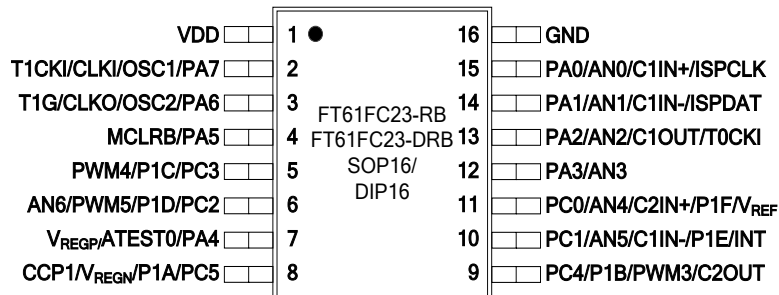 VDD 1 16 GND
T1CKI/CLKI/OSC1/PA7 2 15 PA0/AN0/C1IN+/ISPCLK
T1G/CLKO/OSC2/PA6 3 14 PA1/AN1/C1IN-/ISPDAT
FT61FC23-RB
MCLRB/PA5 4 FT61FC23-DRB 13 PA2/AN2/C1OUT/T0CKI
PWM4/P1C/PC3 5 SOP16/ 12 PA3/AN3
DIP16
AN6/PWM5/P1D/PC2 6 11 PC0/AN4/C2IN+/P1F/VREF
VREGP/ATEST0/PA4 7 10 PC1/AN5/C1IN-/P1E/INT
CCP1/VREGN/P1A/PC5 8 9 PC4/P1B/PWM3/C2OUT